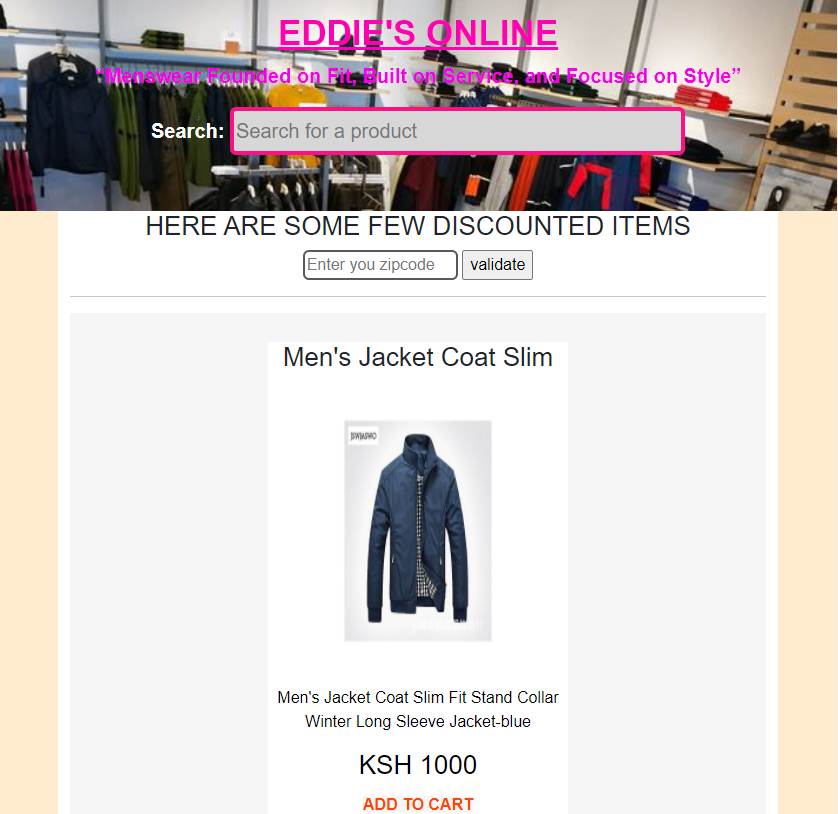 EDDIE'S ONLINE
“Menswear Founded on Fit, Built on Service, and Focused on Style”
Search: Search for a product
HERE ARE SOME FEW DISCOUNTED ITEMS
Enter you zipcode validate
Men's Jacket Coat Slim
JSWJASWO
Men's Jacket Coat Slim Fit Stand Collar
Winter Long Sleeve Jacket-blue
KSH 1000
ADD TO CART